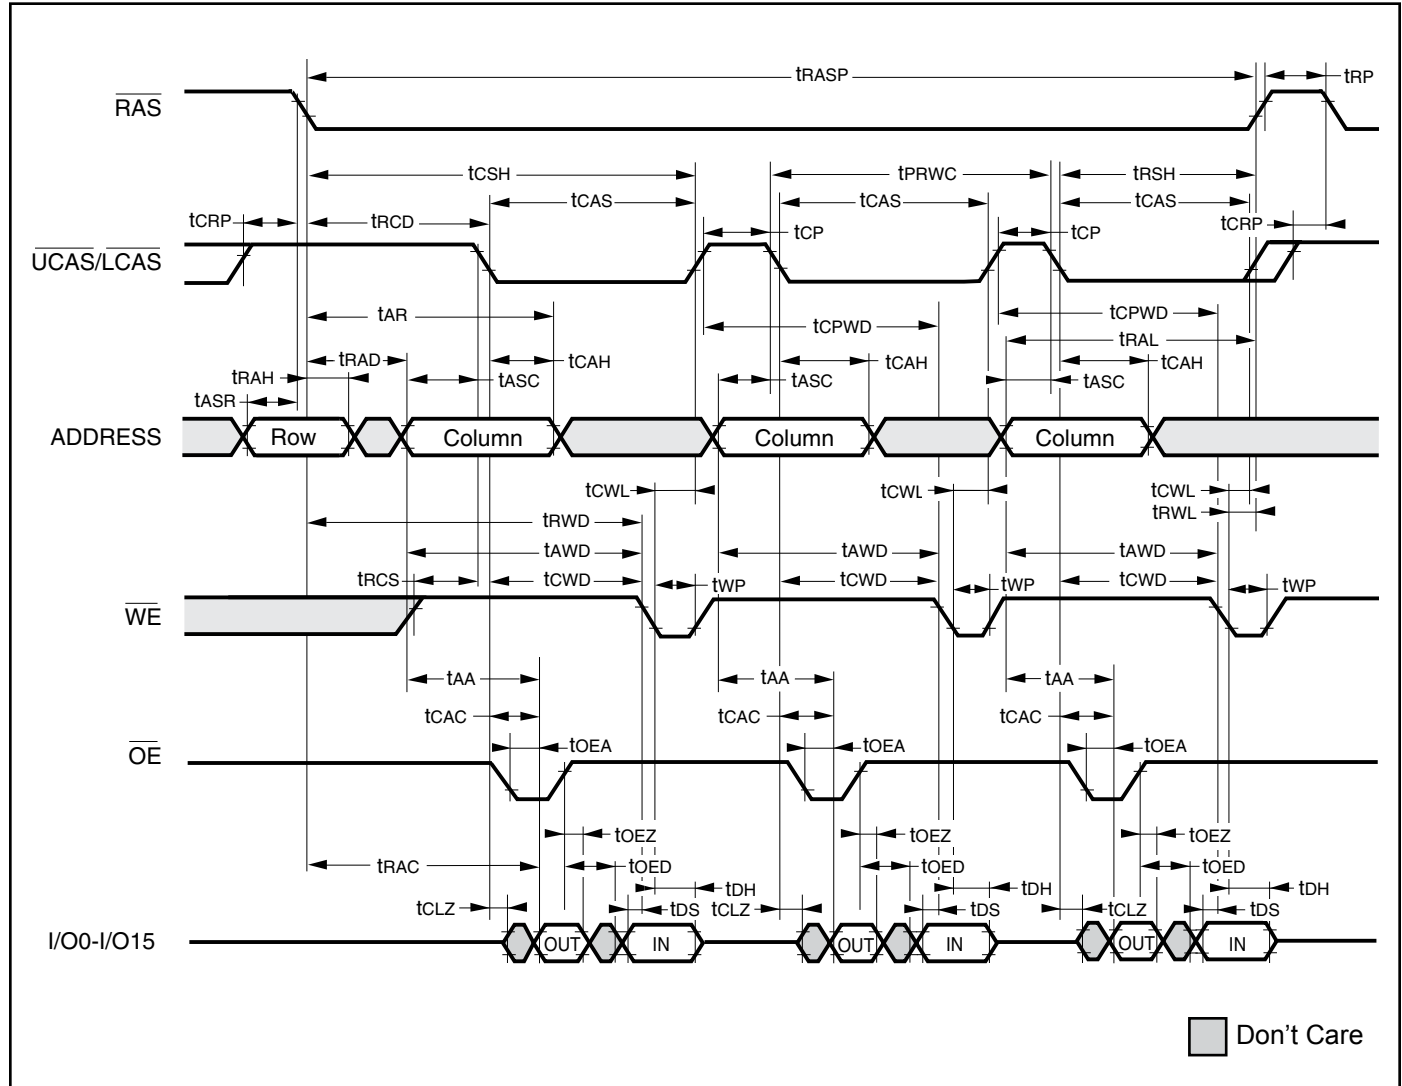 tRASP tRP
RAS
tCSH tPRWC tRSH
tCAS tCAS tCAS
tCRP tRCD tCP tCP tCRP
UCAS/LCAS
tAR tCPWD tCPWD
tRAL
tRAD tCAH tCAH tCAH
tRAH tASC tASC tASC
tASR
ADDRESS Row Column Column Column
tCWL tCWL tCWL
tRWD tRWL
tAWD tAWD tAWD
tRCS tCWD tWP tCWD tWP tCWD tWP
WE
tAA tAA tAA
tCAC tCAC tCAC
OE tOEA tOEA tOEA
tOEZ tOEZ tOEZ
tRAC tOED tOED tOED
tDH tDH tDH
tCLZ tDS tCLZ tDS tCLZ tDS
I/O0-I/O15 OUT IN OUT IN OUT IN
Don't Care